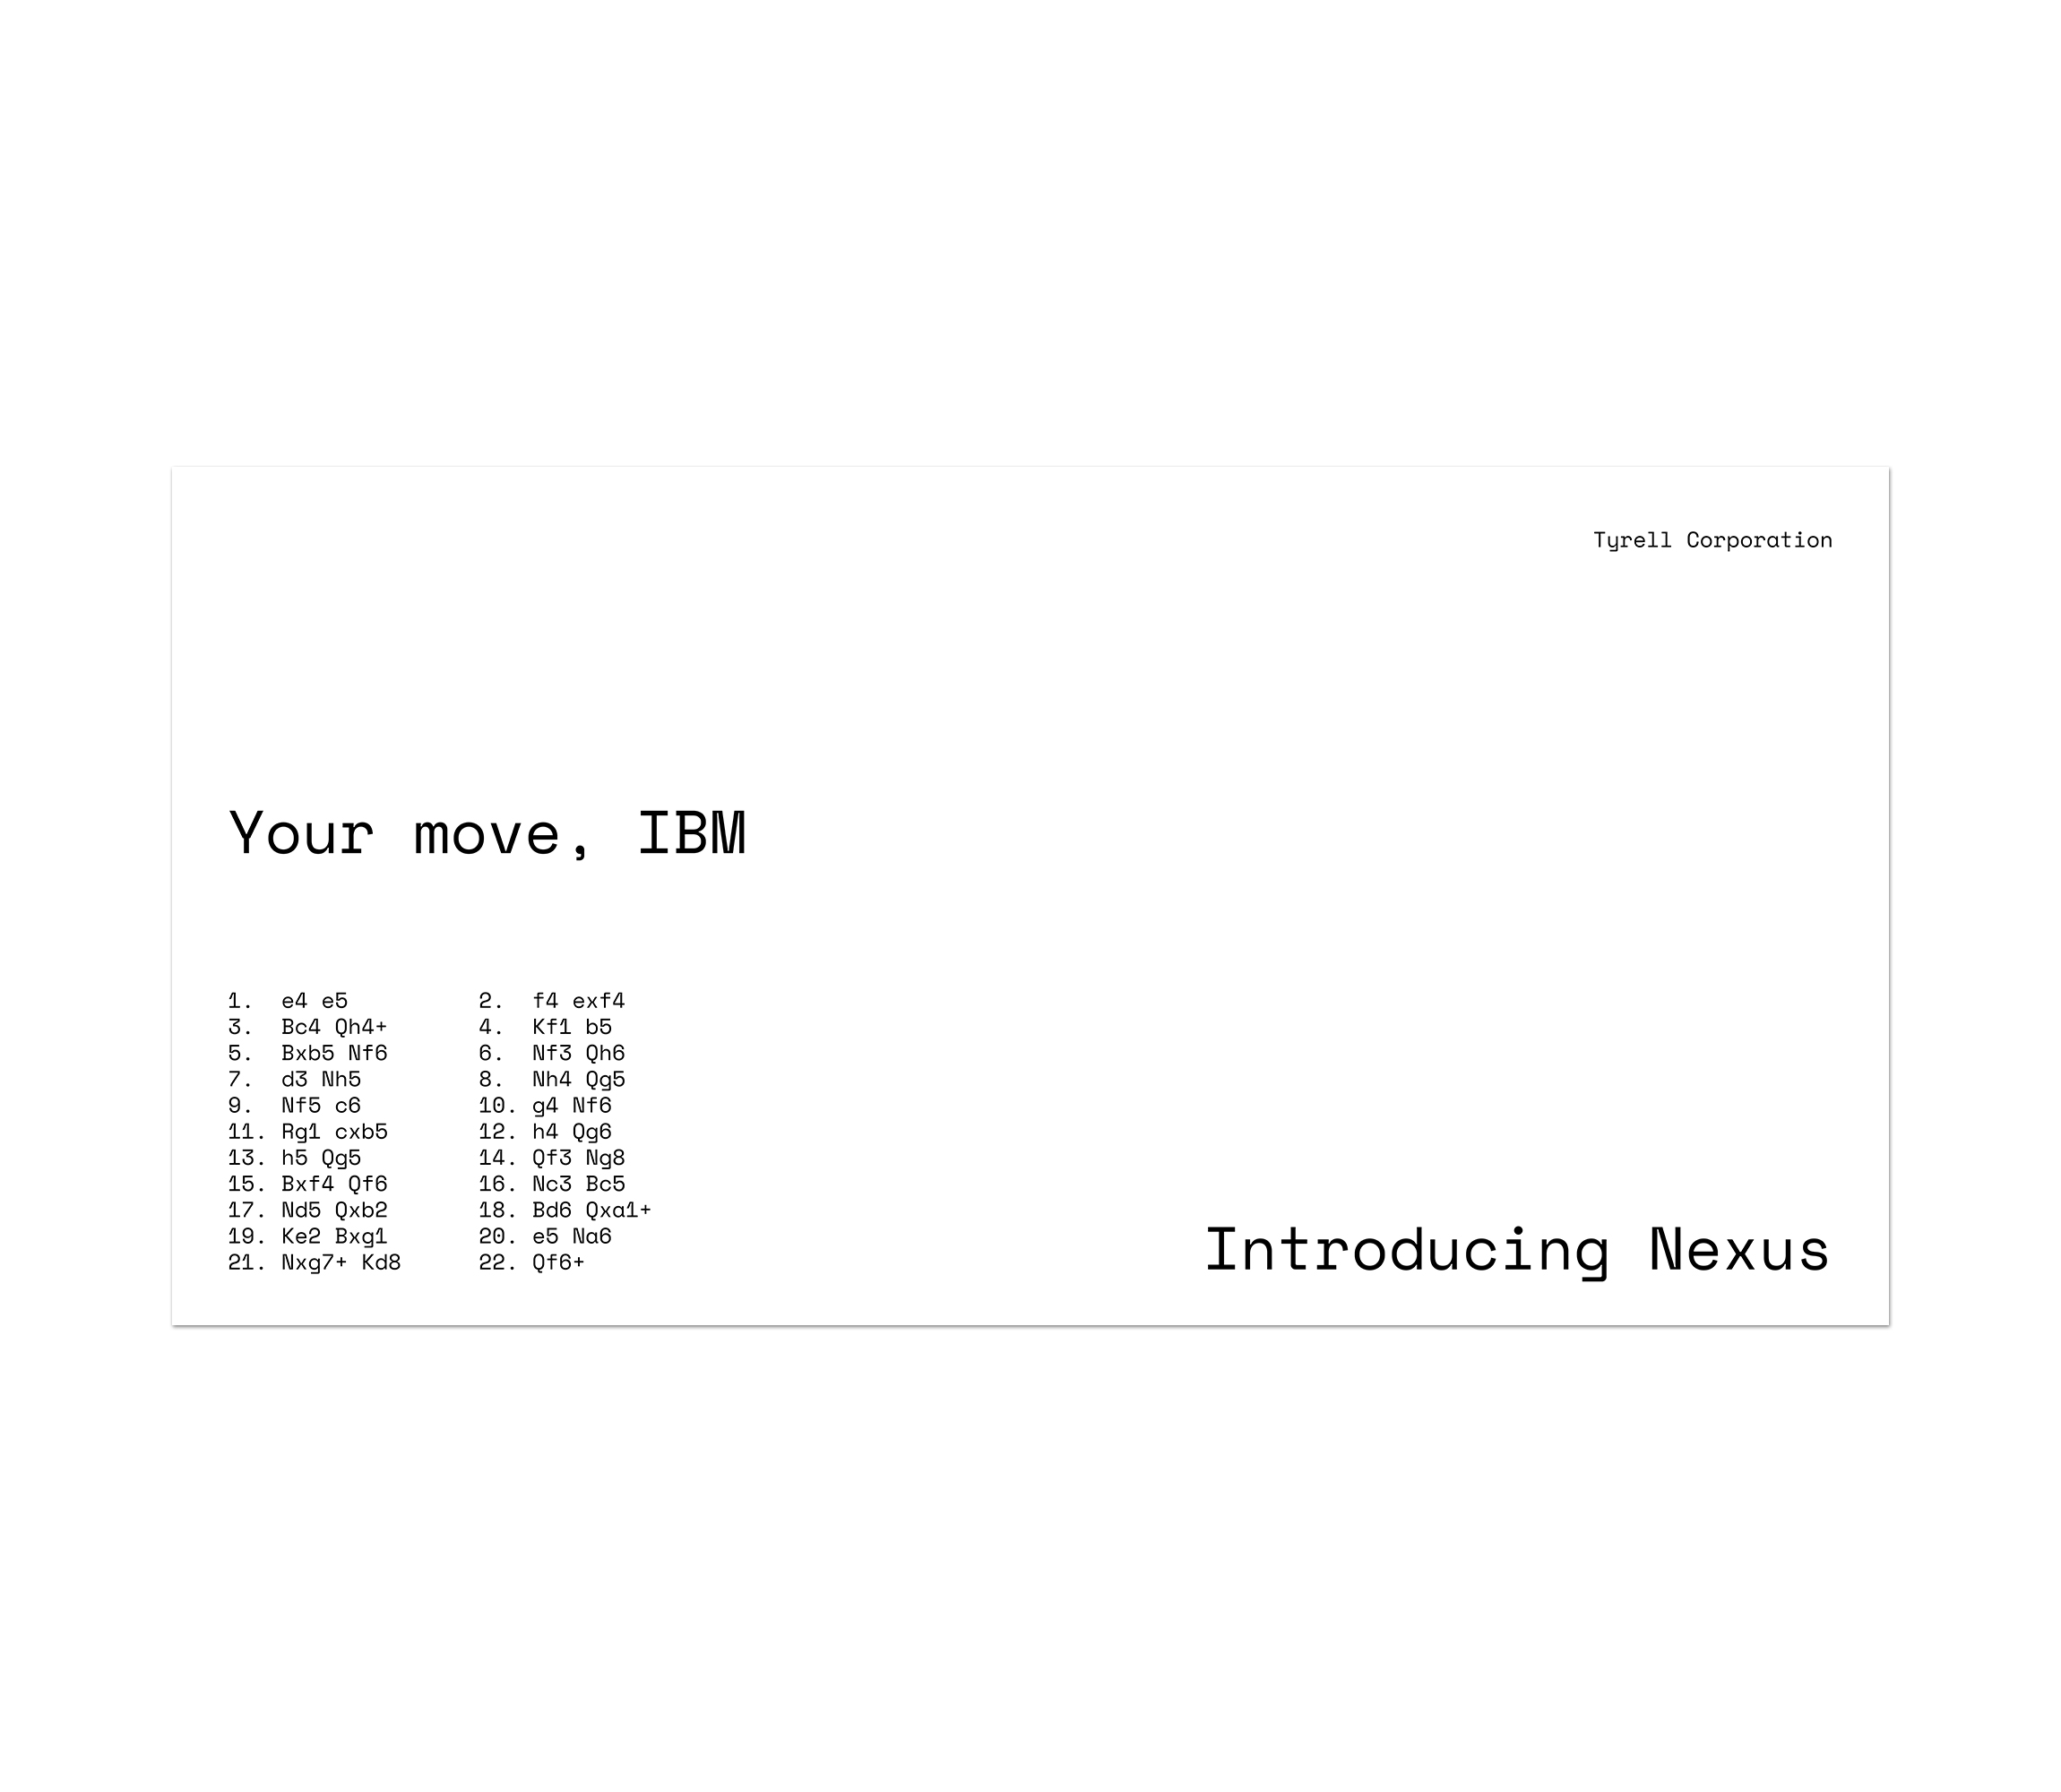 Tyrell Corporation
Your move, IBM
1. e4 e5 2. f4 exf4
3. Bc4 Qh4+ 4. Kf1 b5
5. Bxb5 Nf6 6. Nf3 Qh6
7. d3 Nh5 8. Nh4 Qg5
9. Nf5 c6 10. g4 Nf6
11. Rg1 cxb5 12. h4 Qg6
13. h5 Qg5 14. Qf3 Ng8
15. Bxf4 Qf6 16. Nc3 Bc5
17. Nd5 Qxb2 18. Bd6 Qxa1+
19. Ke2 Bxg1 20. e5 Na6
21. Nxg7+ Kd8 22. Qf6+
Introducing Nexus